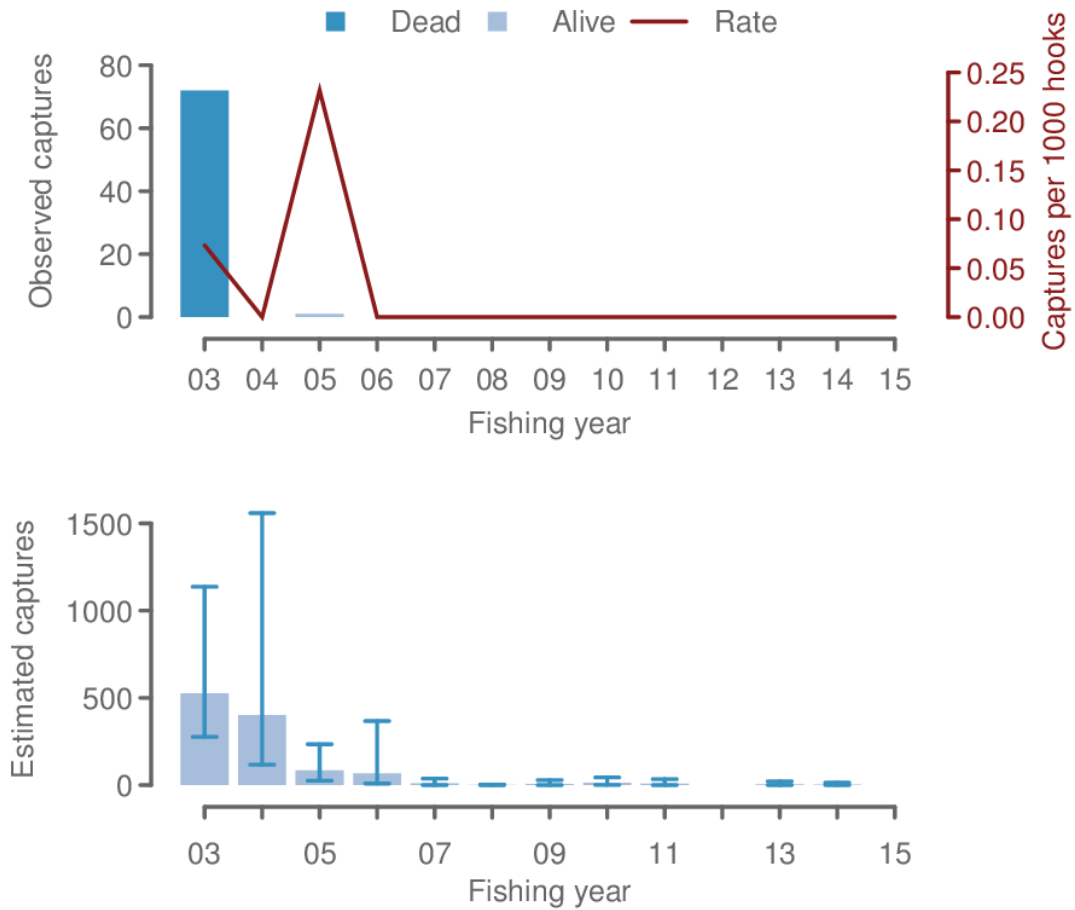 Dead Alive Rate
Observed captures
80
60
40
20
0
0.25
0.20
0.15
0.10
0.05
0.00
Captures per 1000 hooks
03 04 05 06 07 08 09 10 11 12 13 14 15
Fishing year
Estimated captures
1500
1000
500
0
03 05 07 09 11 13 15
Fishing year